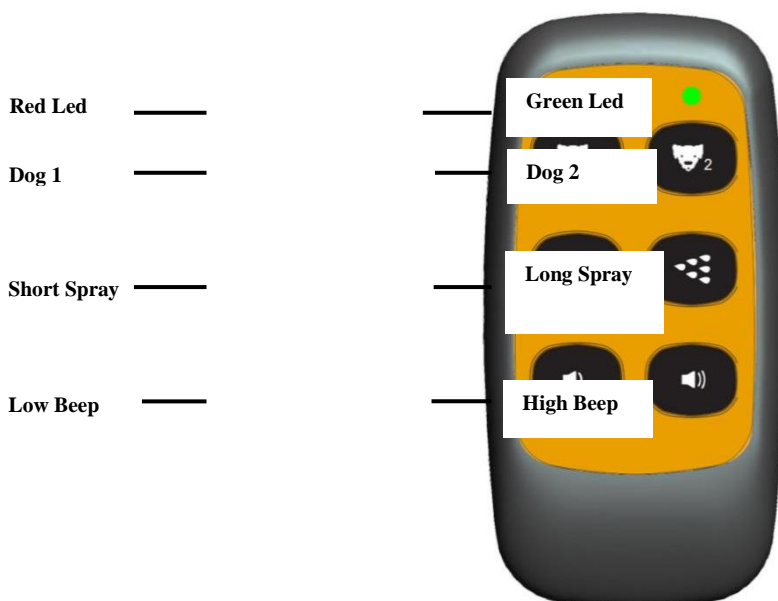 Red Led
Green Led
Dog 1
Dog 2
2
Short Spray
Long Spray
Low Beep
High Beep